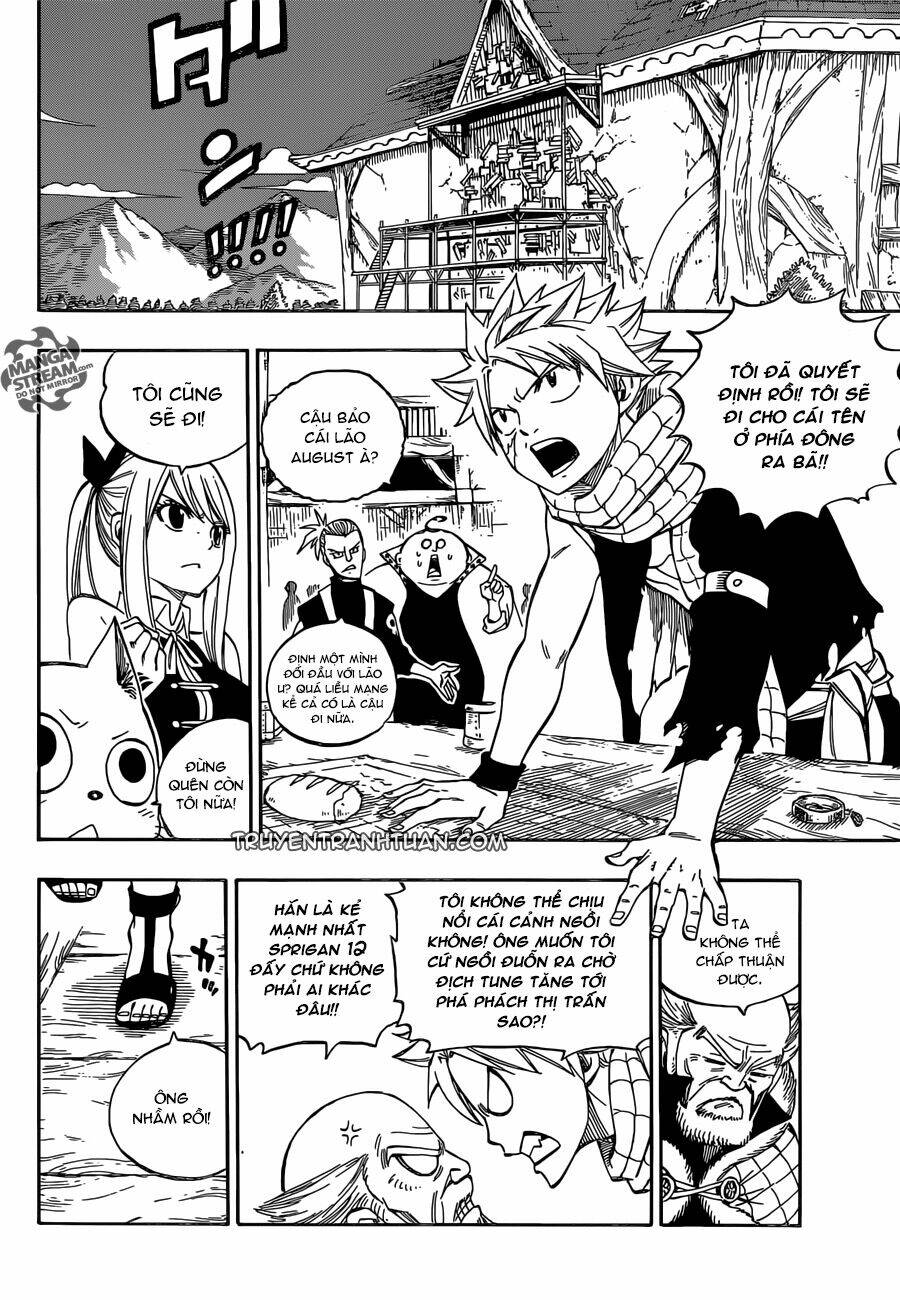 ダ
ン
!!!!
TÔI ĐÃ QUYẾT
ĐỊNH RỒI! TÔI SẼ
ĐI CHO CÁI TÊN
Ở PHÍA ĐÔNG
RA BÃ!!
CẬU BẢO
CÁI LÃO
AUGUST À?
ĐỊNH MỘT MÌNH
ĐỐI ĐẦU VỚI LÃO
Ư? QUÁ LIỀU MẠNG
KỂ CẢ CÓ LÀ CẬU
ĐI NỮA.
MANGA
STREAM.com
DO NOT MIRROR!
TÔI CŨNG
SẼ ĐI!
ĐỪNG
QUÊN CÒN
TÔI NỮA!
TRUYENTRANHTUAN.COM
TA
KHÔNG THỂ
CHẤP THUẬN
ĐƯỢC.
TÔI KHÔNG THỂ CHỊU
NỔI CÁI CẢNH NGỒI
KHÔNG! ÔNG MUỐN TÔI
CỨ NGỒI ĐUỖN RA CHỜ
ĐỊCH TUNG TĂNG TỚI
PHÁ PHÁCH THỊ TRẤN
SAO?!
HẮN LÀ KẺ
MẠNH NHẤT
SPRIGAN 12
ĐẤY CHỨ KHÔNG
PHẢI AI KHÁC
ĐÂU!!
ÔNG
NHẦM RỒI!